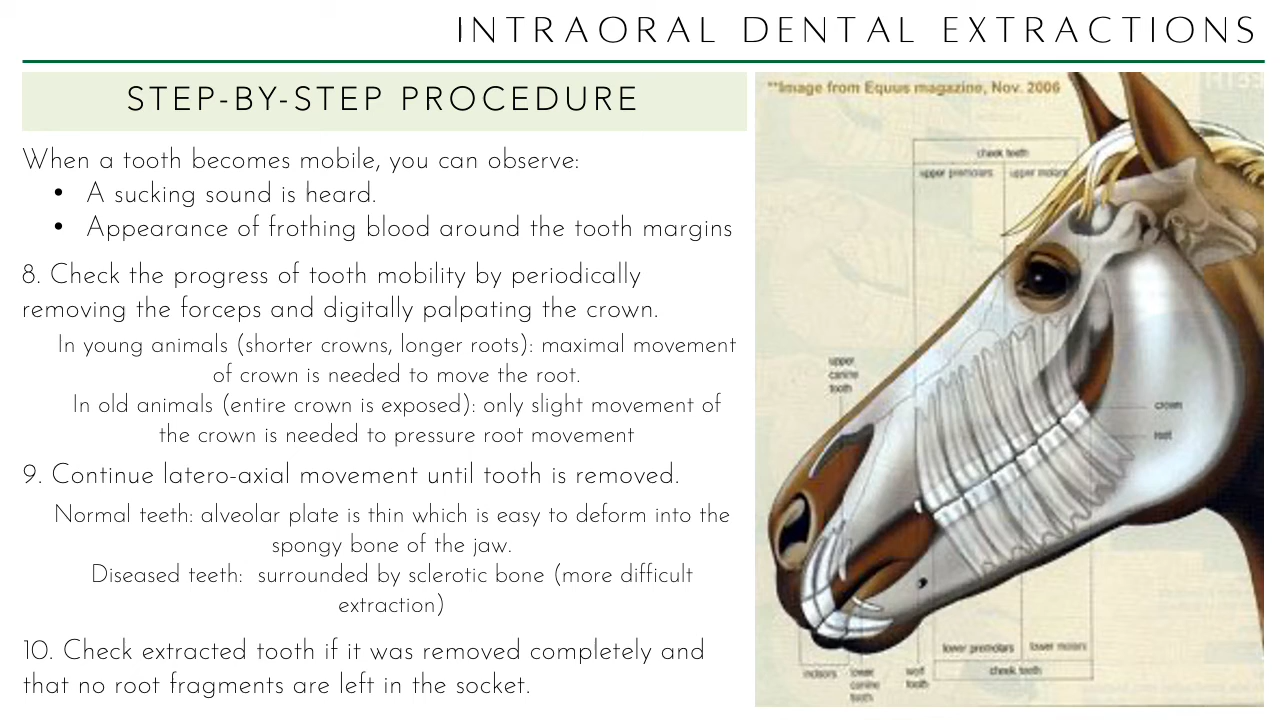 INTRAORAL DENTAL EXTRACTIONS
STEP-BY-STEP PROCEDURE
When a tooth becomes mobile, you can observe:
• A sucking sound is heard.
• Appearance of frothing blood around the tooth margins
8. Check the progress of tooth mobility by periodically
removing the forceps and digitally palpating the crown.
In young animals (shorter crowns, longer roots): maximal movement
of crown is needed to move the root.
In old animals (entire crown is exposed): only slight movement of
the crown is needed to pressure root movement
9. Continue latero-axial movement until tooth is removed.
Normal teeth: alveolar plate is thin which is easy to deform into the
spongy bone of the jaw.
Diseased teeth: surrounded by sclerotic bone (more difficult
extraction)
10. Check extracted tooth if it was removed completely and
that no root fragments are left in the socket.
**Image from Equus magazine, Nov. 2006
cheek teeth
upper premolars upper molars
upper
canine
tooth
crown
root
lower premolars lower molars
cheek teeth
incisors
lower
canine
tooth
wolf
tooth